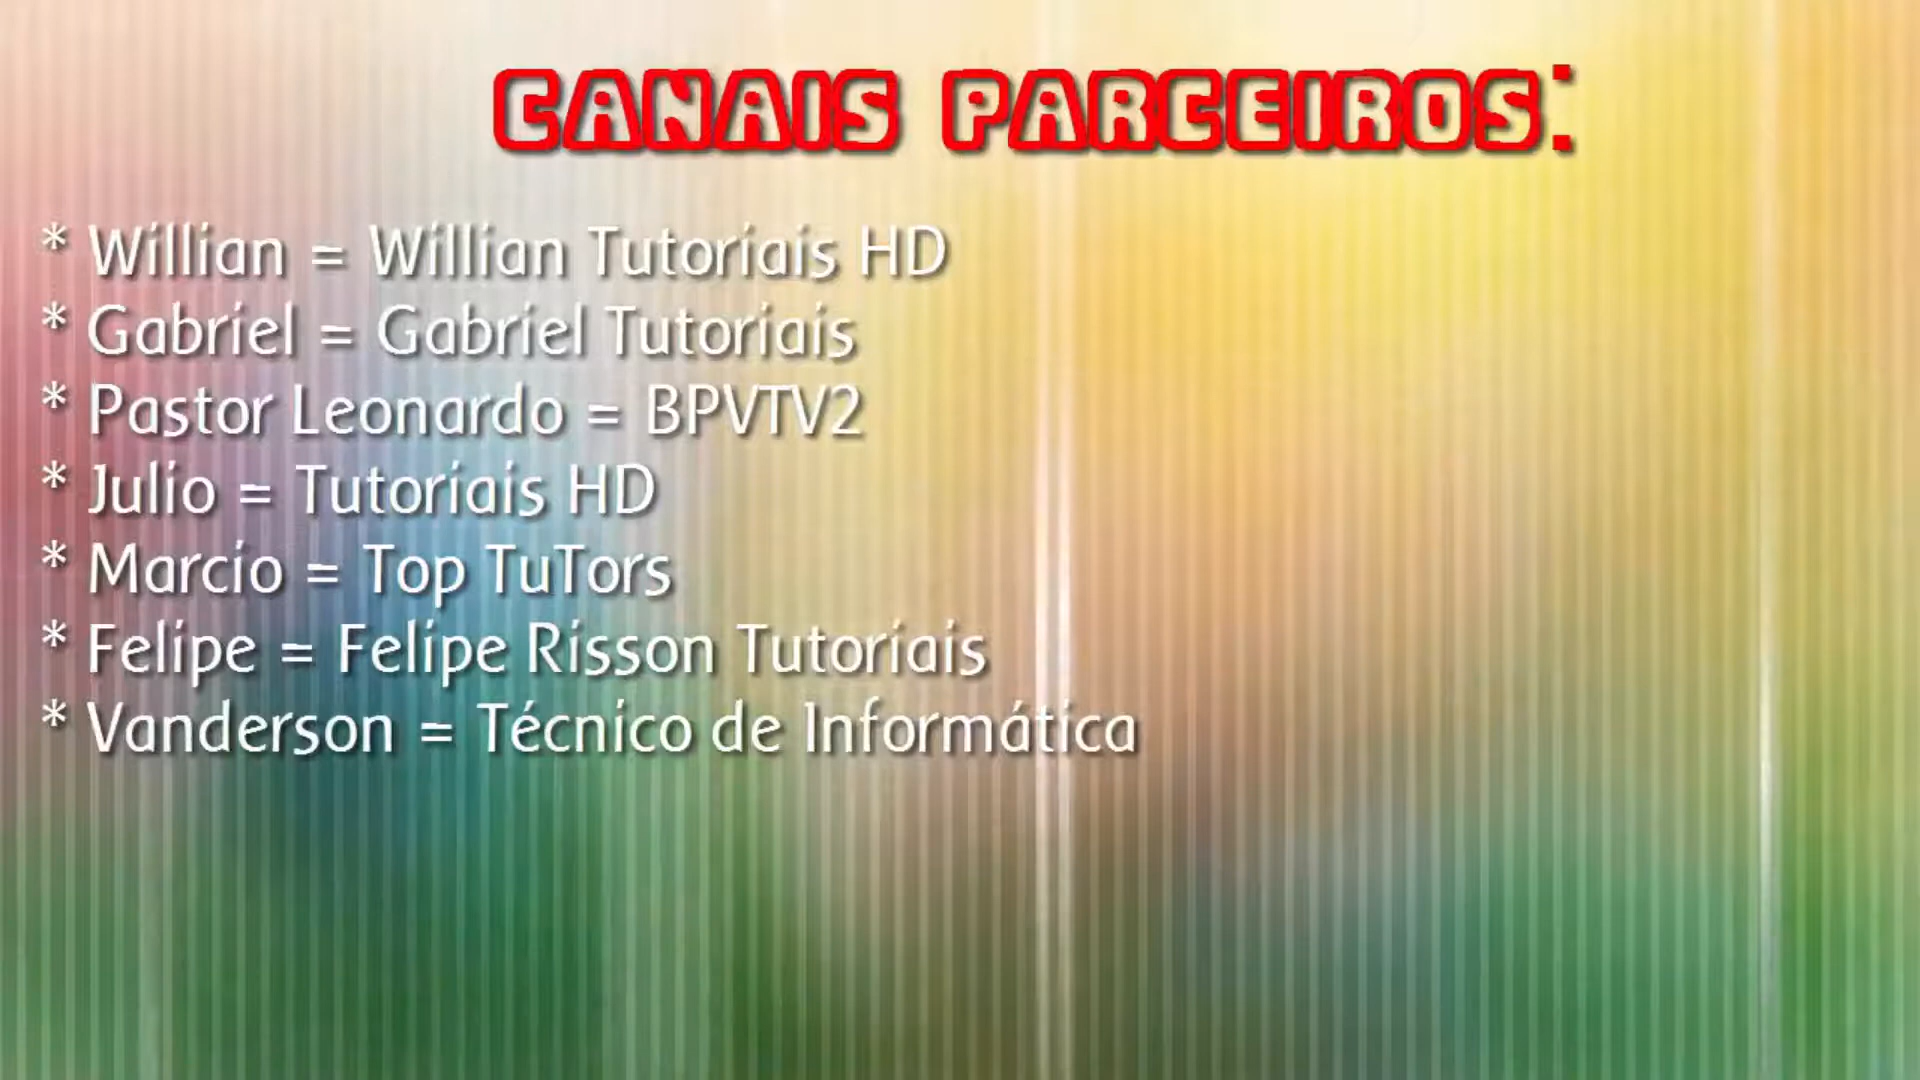 CANAIS PARCEIROS:
* Willian = Willian Tutoriais HD
* Gabriel = Gabriel Tutoriais
* Pastor Leonardo = BPVTV2
* Julio = Tutoriais HD
* Marcio = Top TuTors
* Felipe = Felipe Risson Tutoriais
* Vanderson = Técnico de Informática